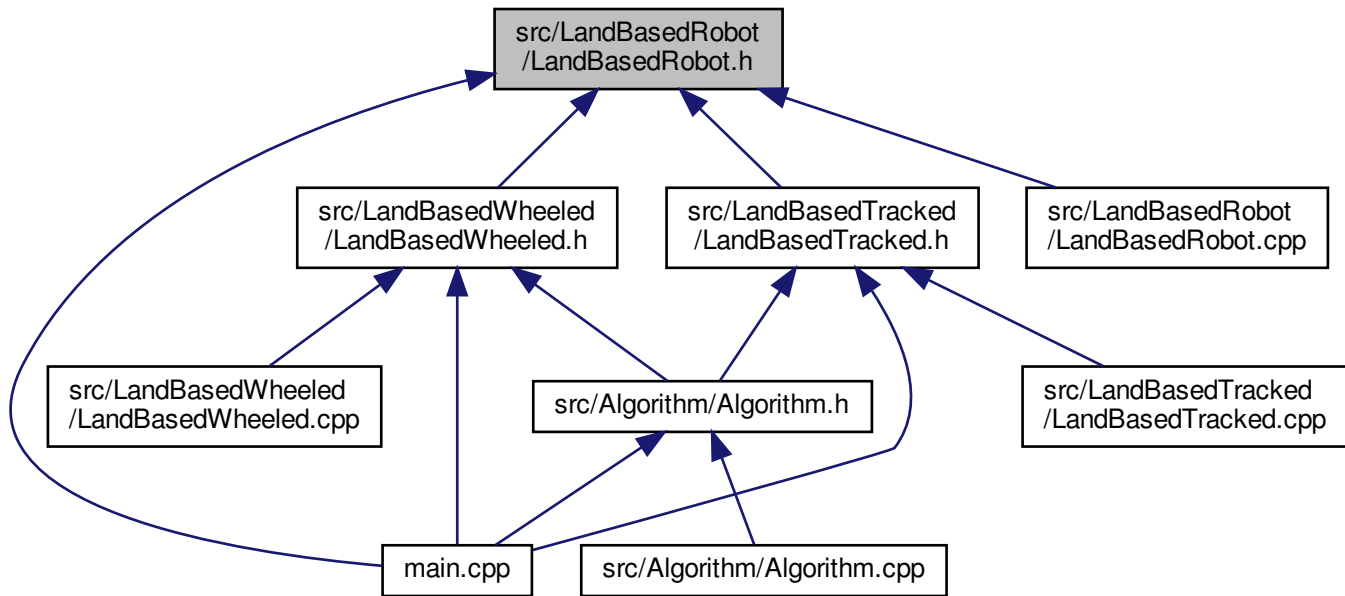 src/LandBasedRobot
/LandBasedRobot.h
src/LandBasedWheeled
/LandBasedWheeled.h
src/LandBasedTracked
/LandBasedTracked.h
src/LandBasedRobot
/LandBasedRobot.cpp
src/LandBasedWheeled
/LandBasedWheeled.cpp
src/Algorithm/Algorithm.h
src/LandBasedTracked
/LandBasedTracked.cpp
main.cpp
src/Algorithm/Algorithm.cpp